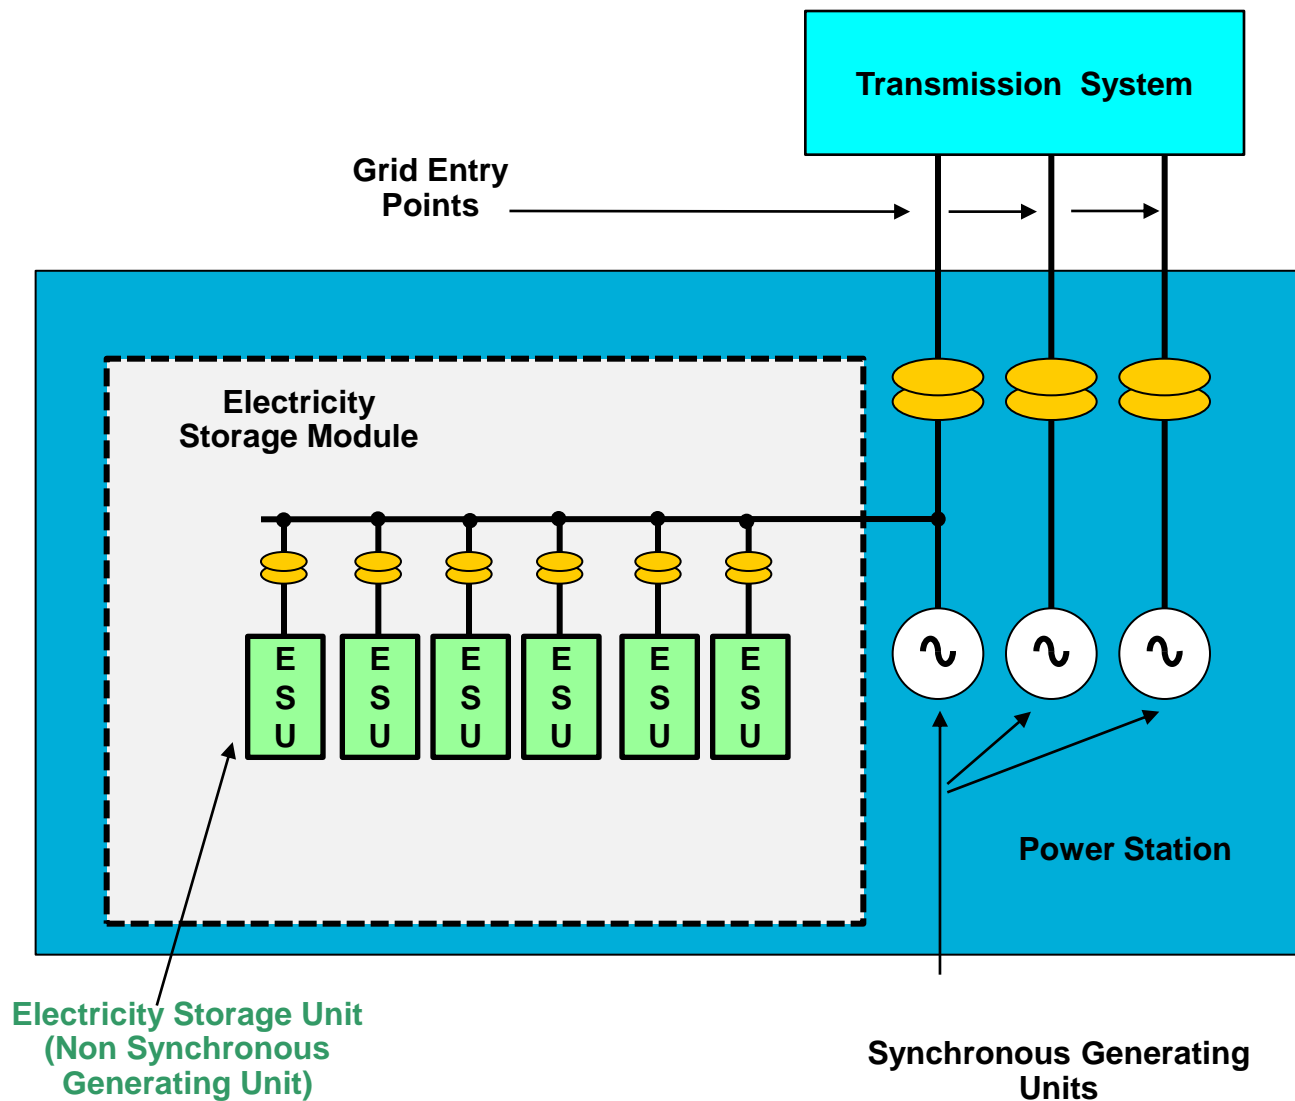 Transmission System
Grid Entry
Points
Electricity
Storage Module
E
S
U
E
S
U
E
S
U
E
S
U
E
S
U
E
S
U
Power Station
Electricity Storage Unit
(Non Synchronous
Generating Unit)
Synchronous Generating
Units